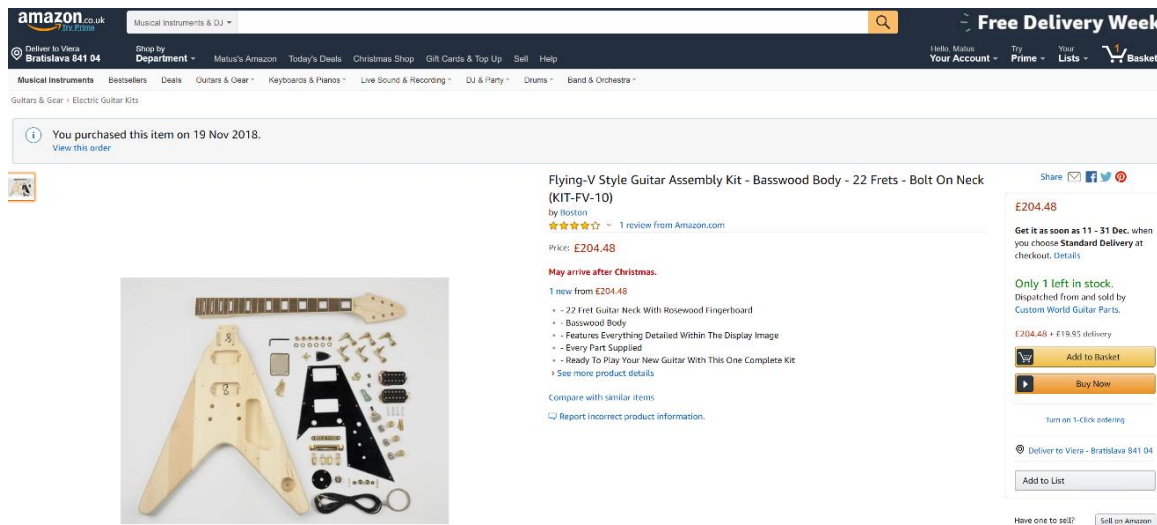 amazon.co.uk
Try Prime
Musical Instruments & DJ
Free Delivery Week
Deliver to Viera
Bratislava 841 04
Shop by
Department
Matus's Amazon Today's Deals Christmas Shop Gift Cards & Top Up Sell Help
Hello, Matus
Your Account
Try
Prime
Your
Lists
1
Basket
Musical Instruments Bestsellers Deals Guitars & Gear Keyboards & Pianos Live Sound & Recording DJ & Party Drums Band & Orchestra
Guitars & Gear › Electric Guitar Kits
You purchased this item on 19 Nov 2018.
View this order
Flying-V Style Guitar Assembly Kit - Basswood Body - 22 Frets - Bolt On Neck
(KIT-FV-10)
by Boston
1 review from Amazon.com
Price: £204.48
May arrive after Christmas.
1 new from £204.48
- 22 Fret Guitar Neck With Rosewood Fingerboard
- Basswood Body
- Features Everything Detailed Within The Display Image
- Every Part Supplied
- Ready To Play Your New Guitar With This One Complete Kit
› See more product details
Compare with similar items
Report incorrect product information.
Share
£204.48
Get it as soon as 11 - 31 Dec. when
you choose Standard Delivery at
checkout. Details
Only 1 left in stock.
Dispatched from and sold by
Custom World Guitar Parts.
£204.48 + £19.95 delivery
Add to Basket
Buy Now
Turn on 1-Click ordering
Deliver to Viera - Bratislava 841 04
Add to List
Have one to sell?
Sell on Amazon